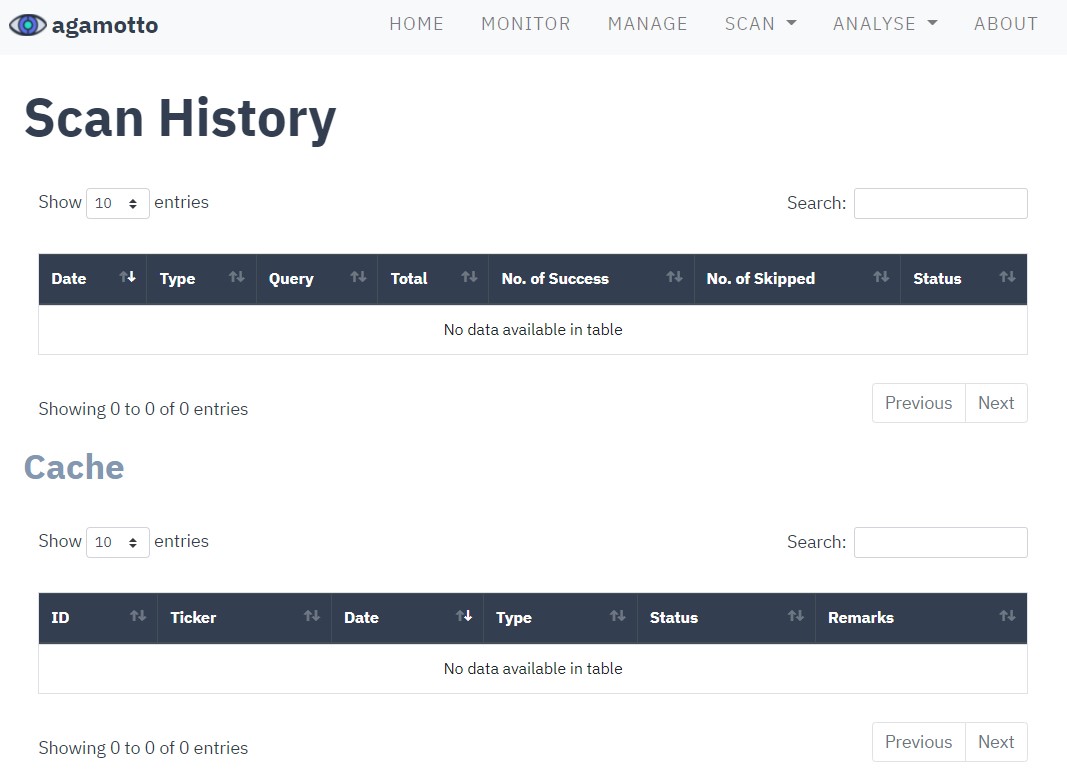 agamotto HOME MONITOR MANAGE SCAN ANALYSE ABOUT
Scan History
Show 10 entries Search:
Date Type Query Total No. of Success No. of Skipped Status
No data available in table
Showing 0 to 0 of 0 entries Previous Next
Cache
Show 10 entries Search:
ID Ticker Date Type Status Remarks
No data available in table
Showing 0 to 0 of 0 entries Previous Next